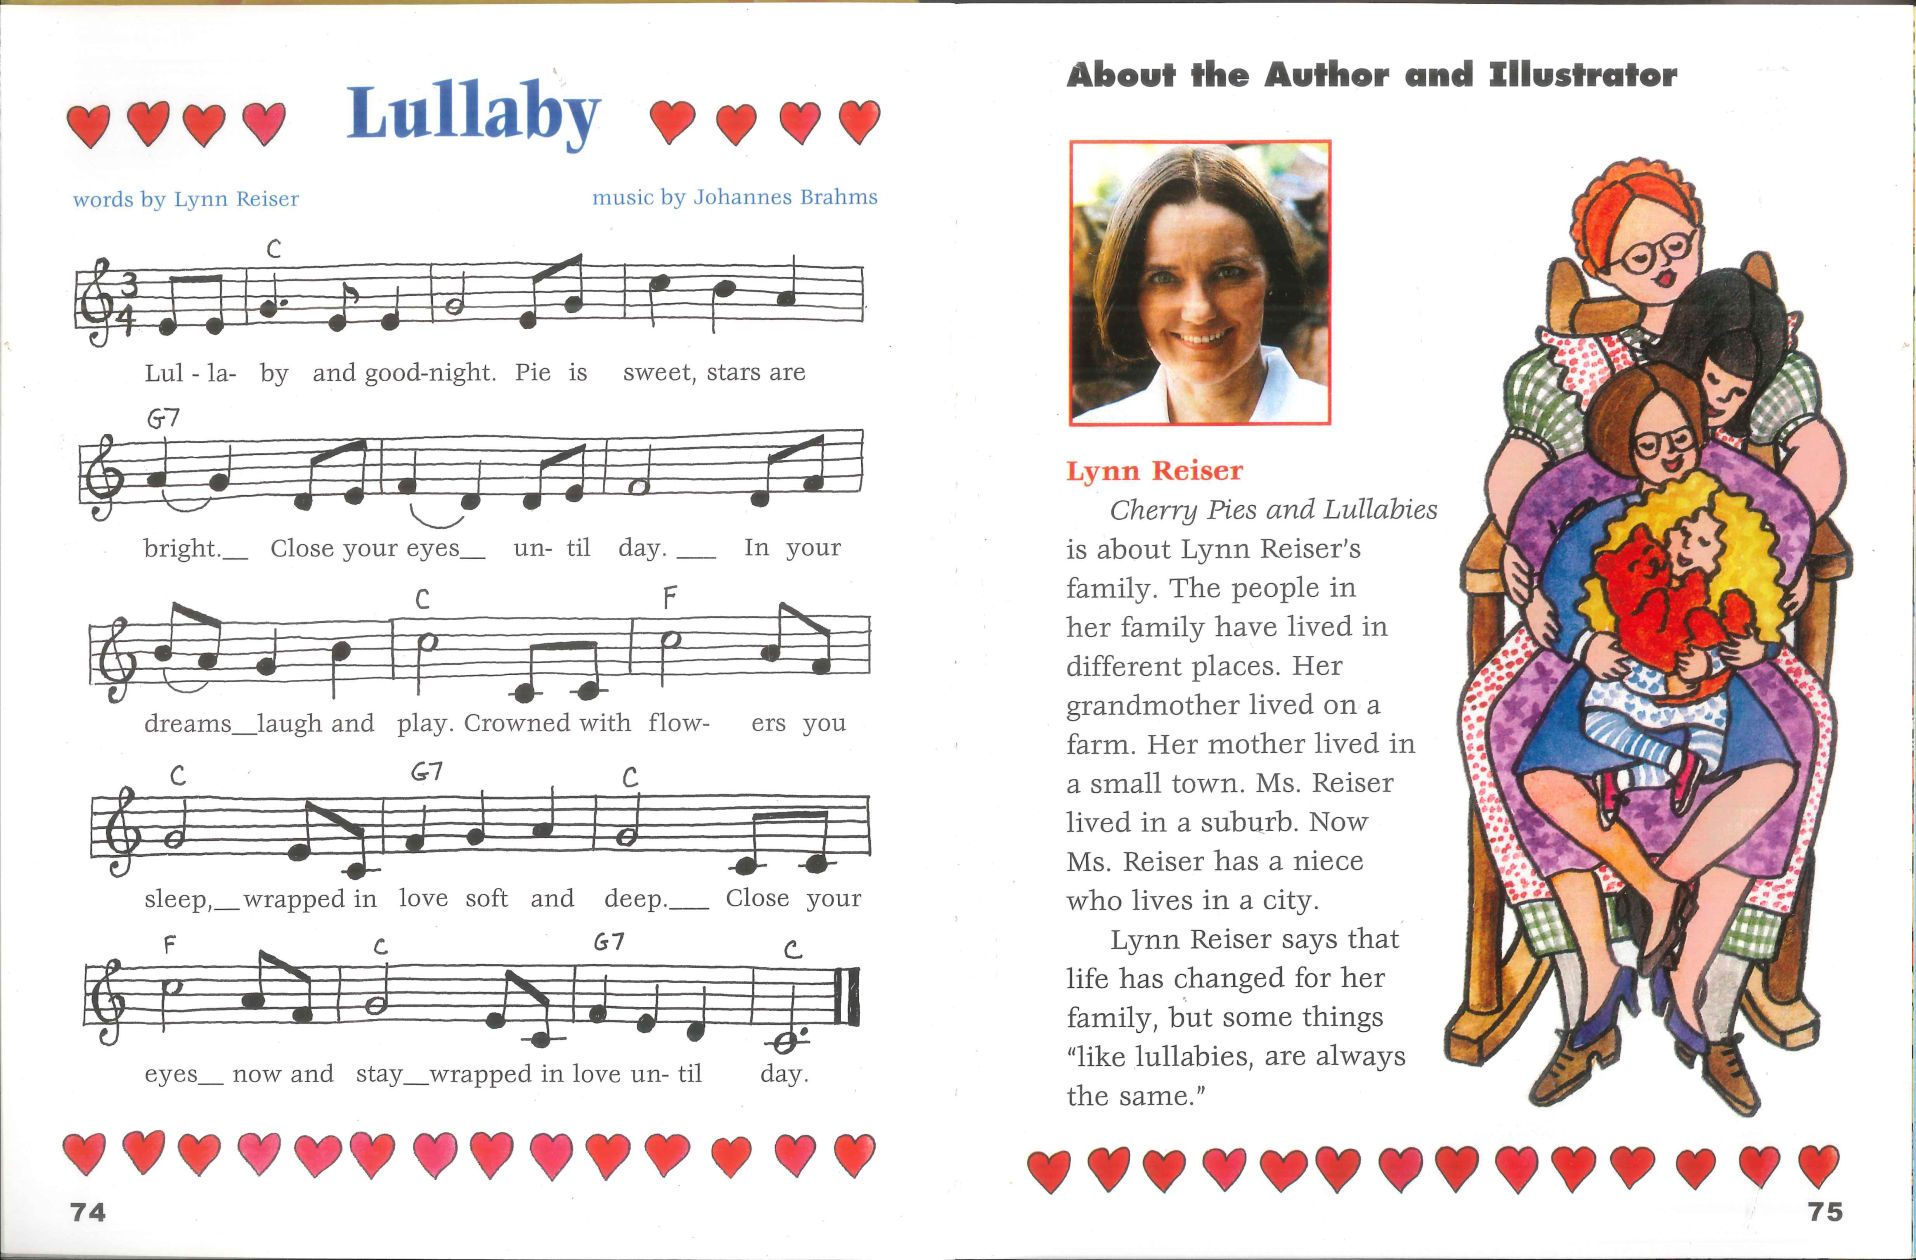 Lullaby
words by Lynn Reiser
music by Johannes Brahms
C
3
4
Lul - la- by and good-night. Pie is sweet, stars are
G7
bright.__ Close your eyes__ un- til day. ___ In your
C F
dreams__laugh and play. Crowned with flow- ers you
C G7 C
sleep,__wrapped in love soft and deep.___ Close your
F C G7 C
eyes__ now and stay__wrapped in love un- til day.
74
About the Author and Illustrator
Lynn Reiser
Cherry Pies and Lullabies
is about Lynn Reiser's
family. The people in
her family have lived in
different places. Her
grandmother lived on a
farm. Her mother lived in
a small town. Ms. Reiser
lived in a suburb. Now
Ms. Reiser has a niece
who lives in a city.
Lynn Reiser says that
life has changed for her
family, but some things
"like lullabies, are always
the same."
75